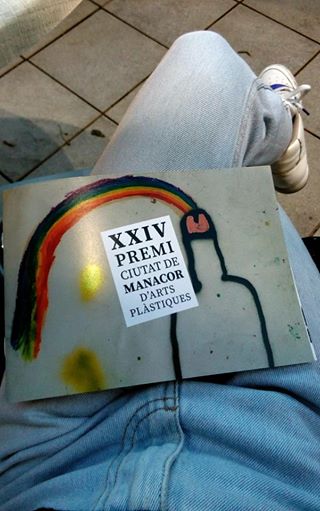 XXIV
PREMI
CIUTAT DE
MANACOR
D'ARTS
PLÀSTIQUES